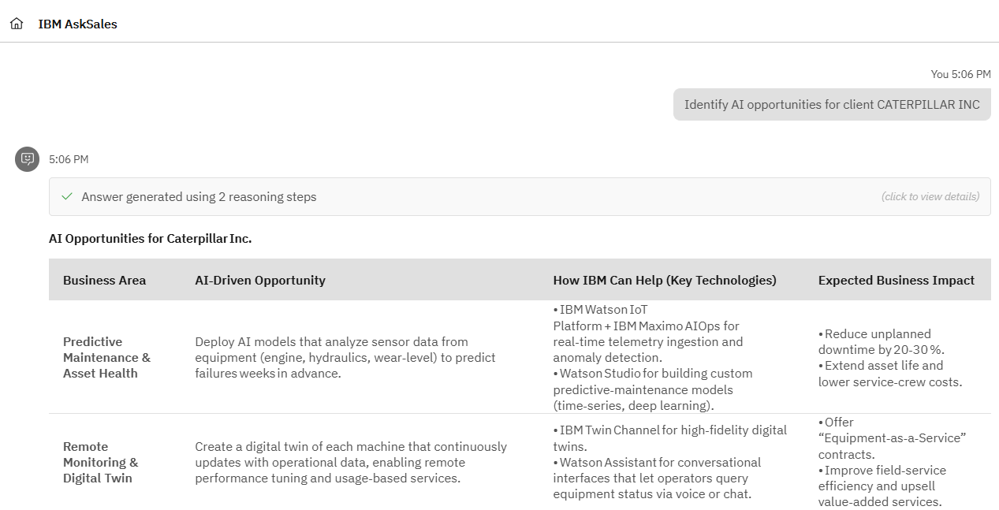 IBM AskSales
You 5:06 PM
Identify AI opportunities for client CATERPILLAR INC
5:06 PM
Answer generated using 2 reasoning steps
(click to view details)
AI Opportunities for Caterpillar Inc.
Business Area
AI-Driven Opportunity
How IBM Can Help (Key Technologies)
Expected Business Impact
Predictive
Maintenance &
Asset Health
Deploy AI models that analyze sensor data from
equipment (engine, hydraulics, wear-level) to predict
failures weeks in advance.
• IBM Watson IoT
Platform + IBM Maximo AIOps for
real-time telemetry ingestion and
anomaly detection.
• Watson Studio for building custom
predictive-maintenance models
(time-series, deep learning).
• Reduce unplanned
downtime by 20-30 %.
• Extend asset life and
lower service-crew costs.
Remote
Monitoring &
Digital Twin
Create a digital twin of each machine that continuously
updates with operational data, enabling remote
performance tuning and usage-based services.
• IBM Twin Channel for high-fidelity digital
twins.
• Watson Assistant for conversational
interfaces that let operators query
equipment status via voice or chat.
• Offer
“Equipment-as-a-Service”
contracts.
• Improve field-service
efficiency and upsell
value-added services.